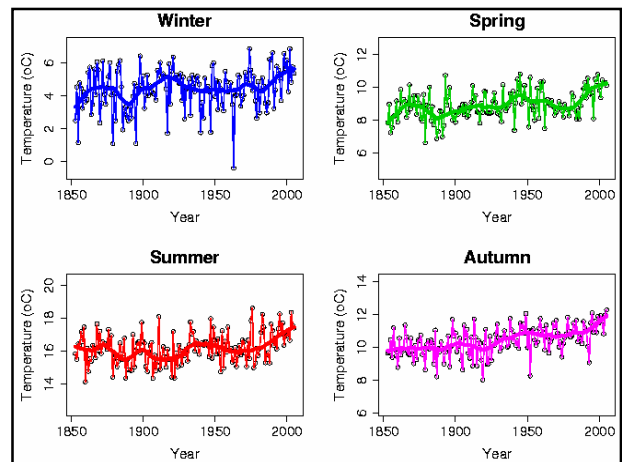 Winter
Temperature (oC)
0 2 4 6
1850 1900 1950 2000
Year
Spring
Temperature (oC)
6 8 10 12
1850 1900 1950 2000
Year
Summer
Temperature (oC)
14 16 18 20
1850 1900 1950 2000
Year
Autumn
Temperature (oC)
6 8 10 12 14
1850 1900 1950 2000
Year